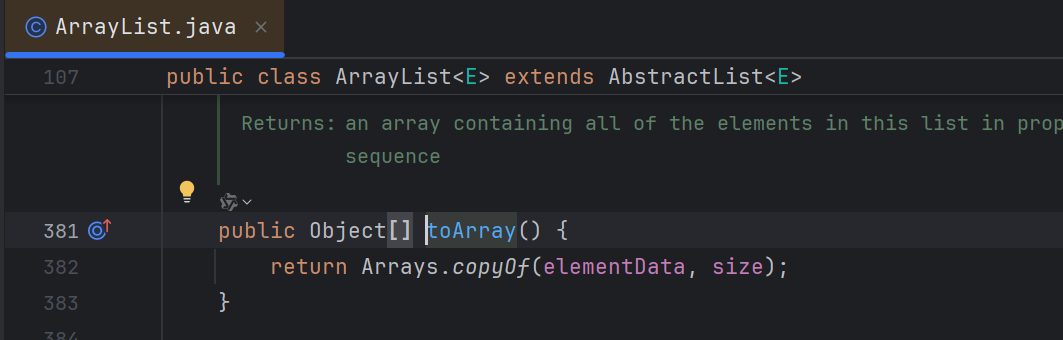 ArrayList.java
107 public class ArrayList<E> extends AbstractList<E>
Returns: an array containing all of the elements in this list in prop
sequence
381 public Object[] toArray() {
382 return Arrays.copyOf(elementData, size);
383 }
384